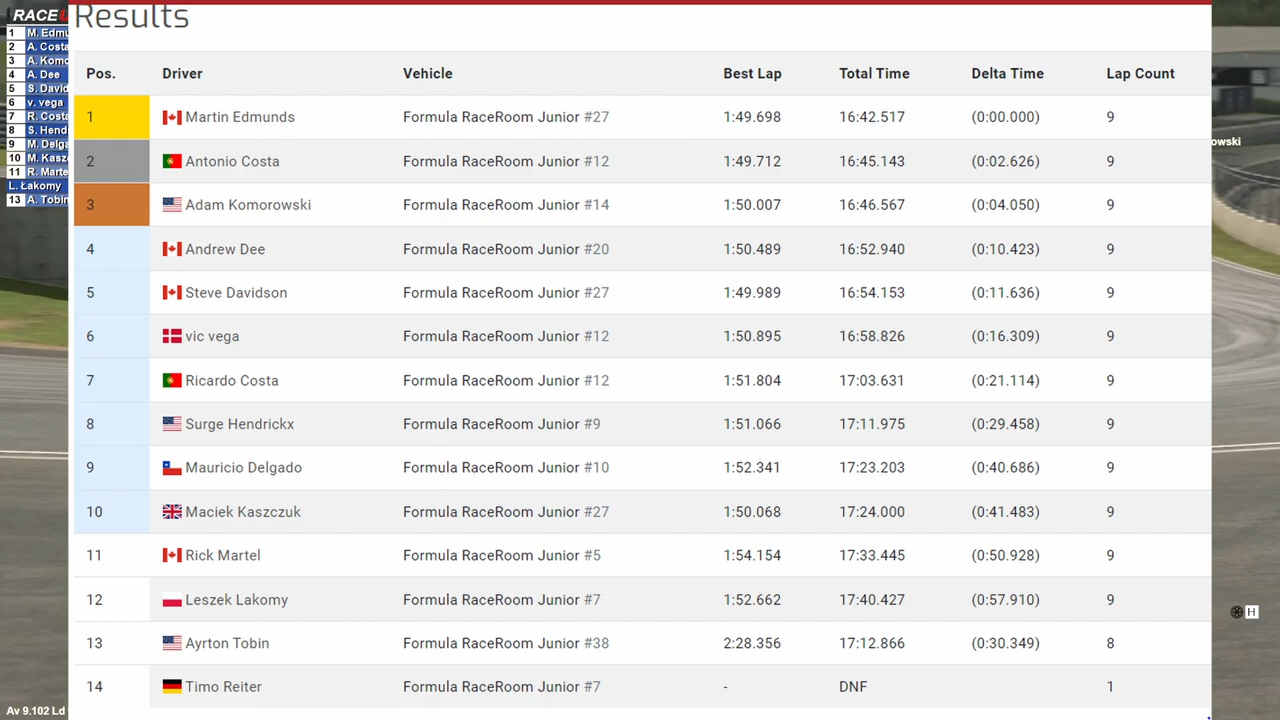 RACE
Results
1 M. Edmu
2 A. Costa
3 A. Komo
4 A. Dee
5 S. David
6 v. vega
7 R. Costa
8 S. Hend
9 M. Delga
10 M. Kasz
11 R. Marte
L. Łakomy
13 A. Tobin
Pos. Driver Vehicle Best Lap Total Time Delta Time Lap Count
1 Martin Edmunds Formula RaceRoom Junior #27 1:49.698 16:42.517 (0:00.000) 9
2 Antonio Costa Formula RaceRoom Junior #12 1:49.712 16:45.143 (0:02.626) 9
3 Adam Komorowski Formula RaceRoom Junior #14 1:50.007 16:46.567 (0:04.050) 9
4 Andrew Dee Formula RaceRoom Junior #20 1:50.489 16:52.940 (0:10.423) 9
5 Steve Davidson Formula RaceRoom Junior #27 1:49.989 16:54.153 (0:11.636) 9
6 vic vega Formula RaceRoom Junior #12 1:50.895 16:58.826 (0:16.309) 9
7 Ricardo Costa Formula RaceRoom Junior #12 1:51.804 17:03.631 (0:21.114) 9
8 Surge Hendrickx Formula RaceRoom Junior #9 1:51.066 17:11.975 (0:29.458) 9
9 Mauricio Delgado Formula RaceRoom Junior #10 1:52.341 17:23.203 (0:40.686) 9
10 Maciek Kaszczuk Formula RaceRoom Junior #27 1:50.068 17:24.000 (0:41.483) 9
11 Rick Martel Formula RaceRoom Junior #5 1:54.154 17:33.445 (0:50.928) 9
12 Leszek Lakomy Formula RaceRoom Junior #7 1:52.662 17:40.427 (0:57.910) 9
13 Ayrton Tobin Formula RaceRoom Junior #38 2:28.356 17:12.866 (0:30.349) 8
14 Timo Reiter Formula RaceRoom Junior #7 - DNF 1
owski
H
Av 9.102 Ld